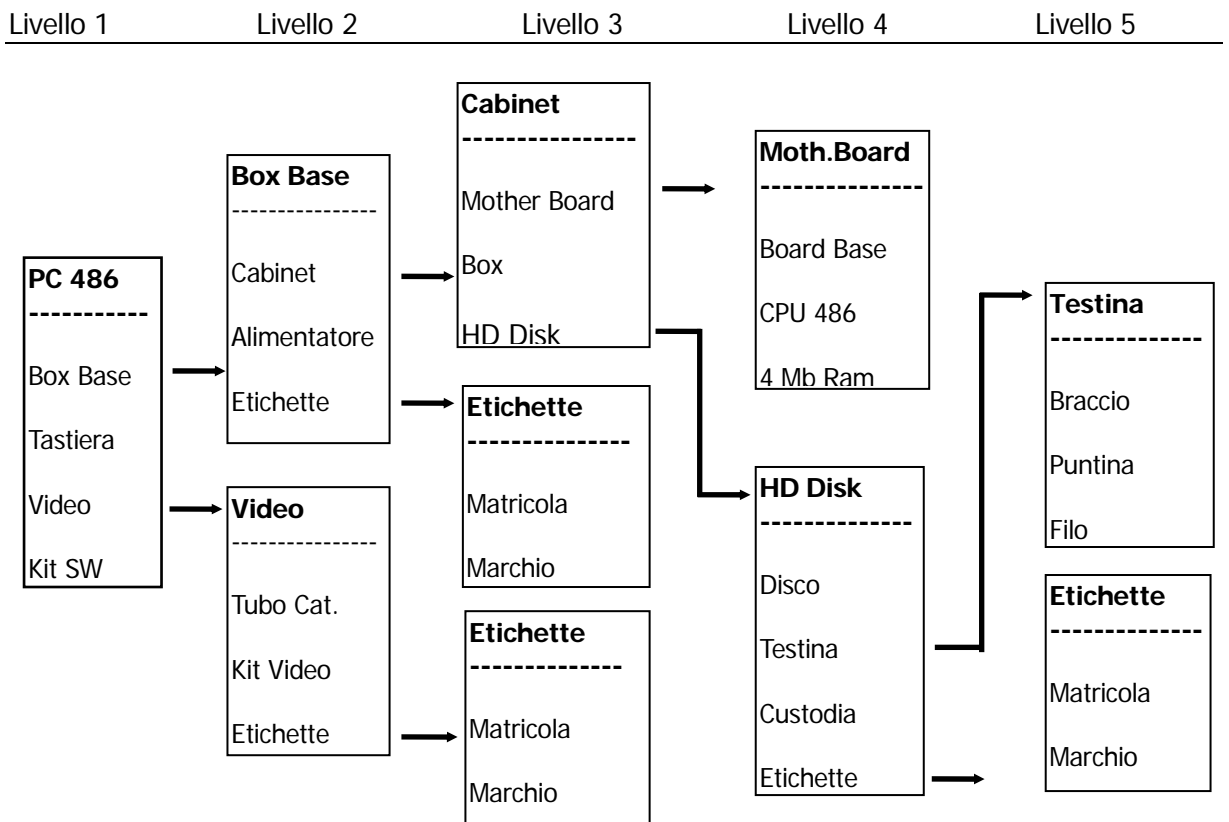 Livello 1 Livello 2 Livello 3 Livello 4 Livello 5
PC 486
-----------
Box Base
Tastiera
Video
Kit SW
Box Base
----------------
Cabinet
Alimentatore
Etichette
Video
----------------
Tubo Cat.
Kit Video
Etichette
Cabinet
----------------
Mother Board
Box
HD Disk
Etichette
---------------
Matricola
Marchio
Etichette
--------------
Matricola
Marchio
Moth.Board
---------------
Board Base
CPU 486
4 Mb Ram
HD Disk
--------------
Disco
Testina
Custodia
Etichette
Testina
--------------
Braccio
Puntina
Filo
Etichette
--------------
Matricola
Marchio